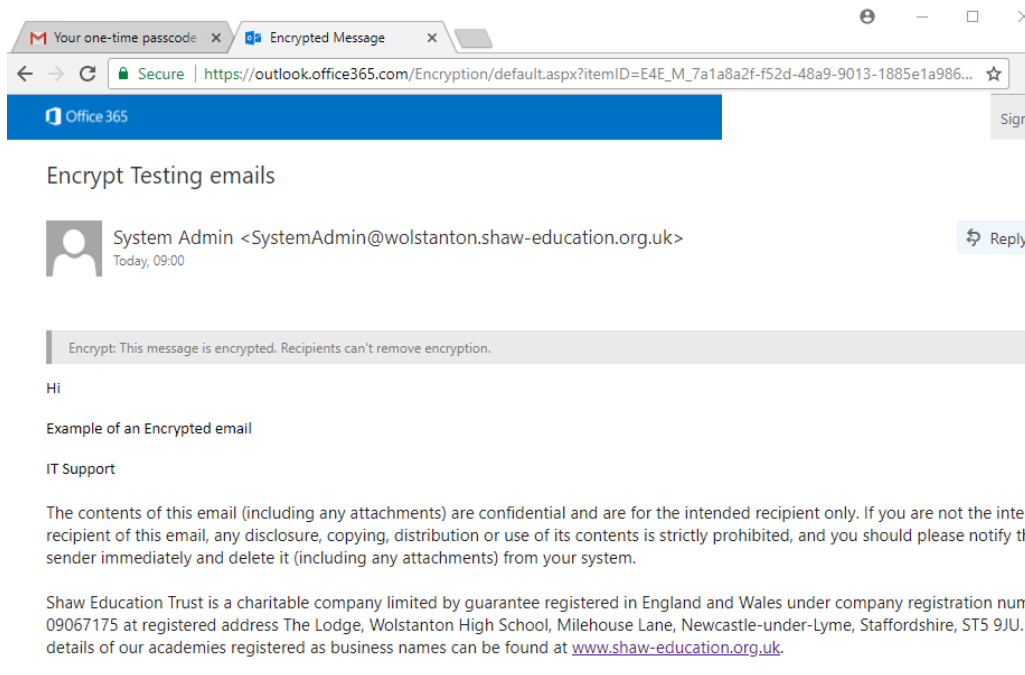 Your one-time passcode
Encrypted Message
Secure | https://outlook.office365.com/Encryption/default.aspx?itemID=E4E_M_7a1a8a2f-f52d-48a9-9013-1885e1a986...
Office 365
Sign
Encrypt Testing emails
System Admin <SystemAdmin@wolstanton.shaw-education.org.uk>
Today, 09:00
Reply
Encrypt: This message is encrypted. Recipients can't remove encryption.
Hi
Example of an Encrypted email
IT Support
The contents of this email (including any attachments) are confidential and are for the intended recipient only. If you are not the inte
recipient of this email, any disclosure, copying, distribution or use of its contents is strictly prohibited, and you should please notify th
sender immediately and delete it (including any attachments) from your system.
Shaw Education Trust is a charitable company limited by guarantee registered in England and Wales under company registration num
09067175 at registered address The Lodge, Wolstanton High School, Milehouse Lane, Newcastle-under-Lyme, Staffordshire, ST5 9JU.
details of our academies registered as business names can be found at www.shaw-education.org.uk.